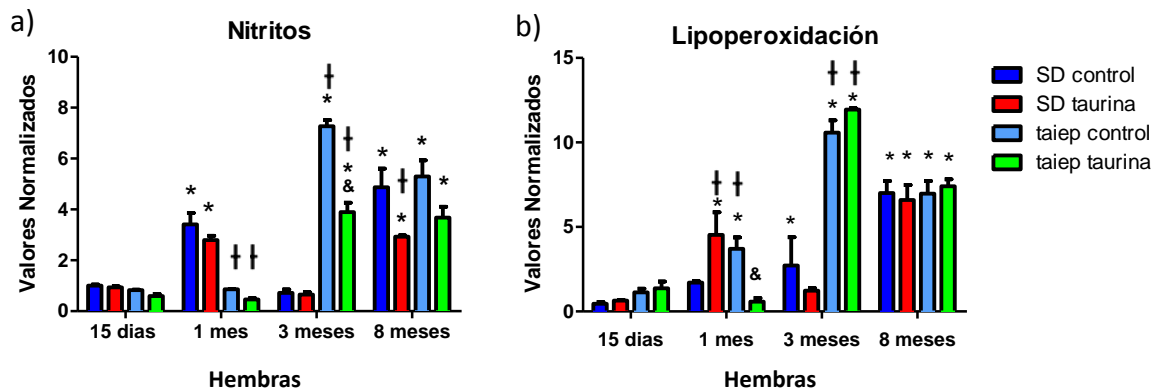 a)
Nitritos
Valores Normalizados
10
8
6
4
2
0
* * ƚ ƚ
ƚ
*
ƚ
*
&
* ƚ * * *
15 dias 1 mes 3 meses 8 meses
Hembras
b)
Lipoperoxidación
Valores Normalizados
15
10
5
0
ƚ ƚ
* *
&
*
ƚ ƚ
* *
* * * *
15 dias 1 mes 3 meses 8 meses
Hembras
SD control
SD taurina
taiep control
taiep taurina